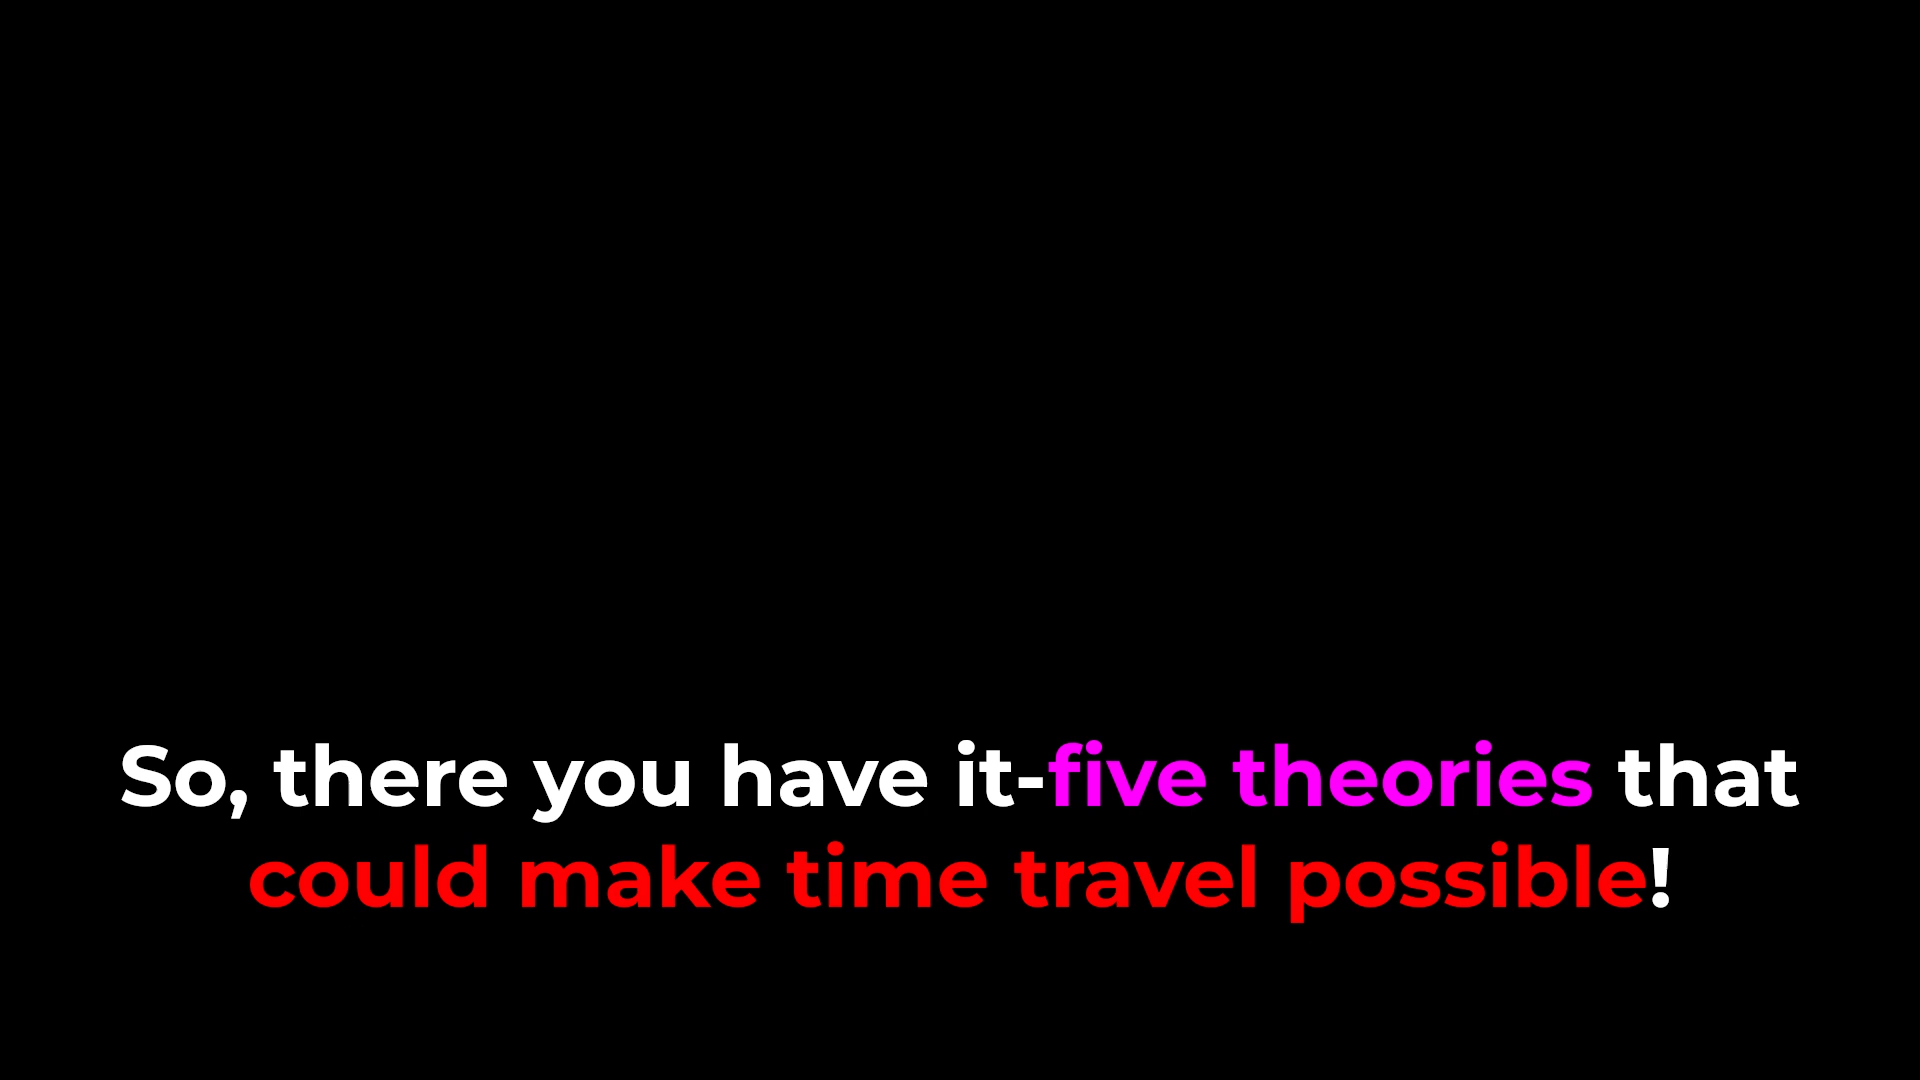 So, there you have it-five theories that
could make time travel possible!